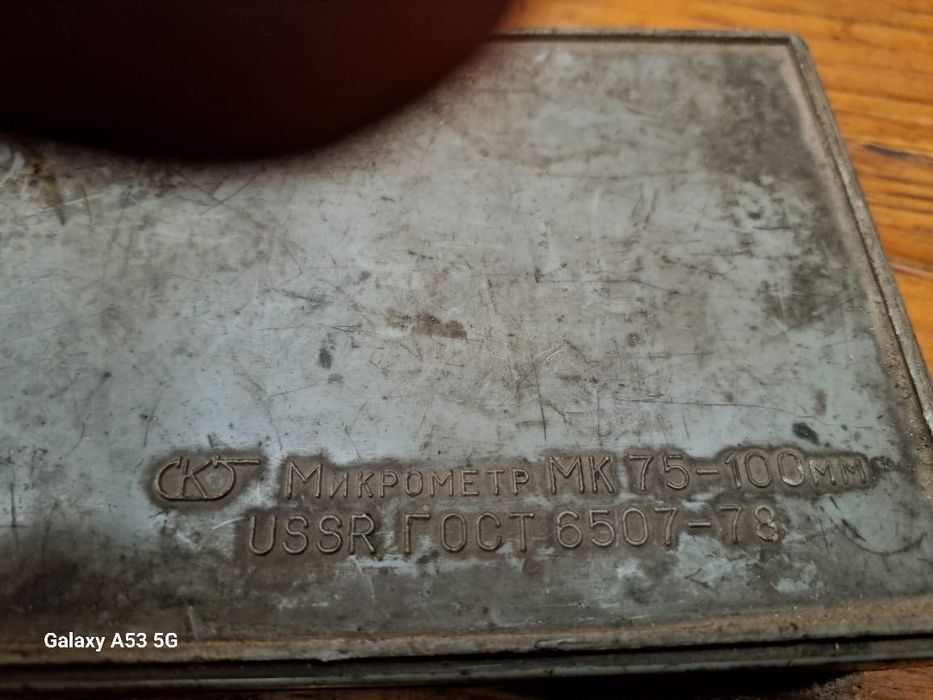 Микрометр МК 75-100мм
USSR ГОСТ 6507-78
Galaxy A53 5G